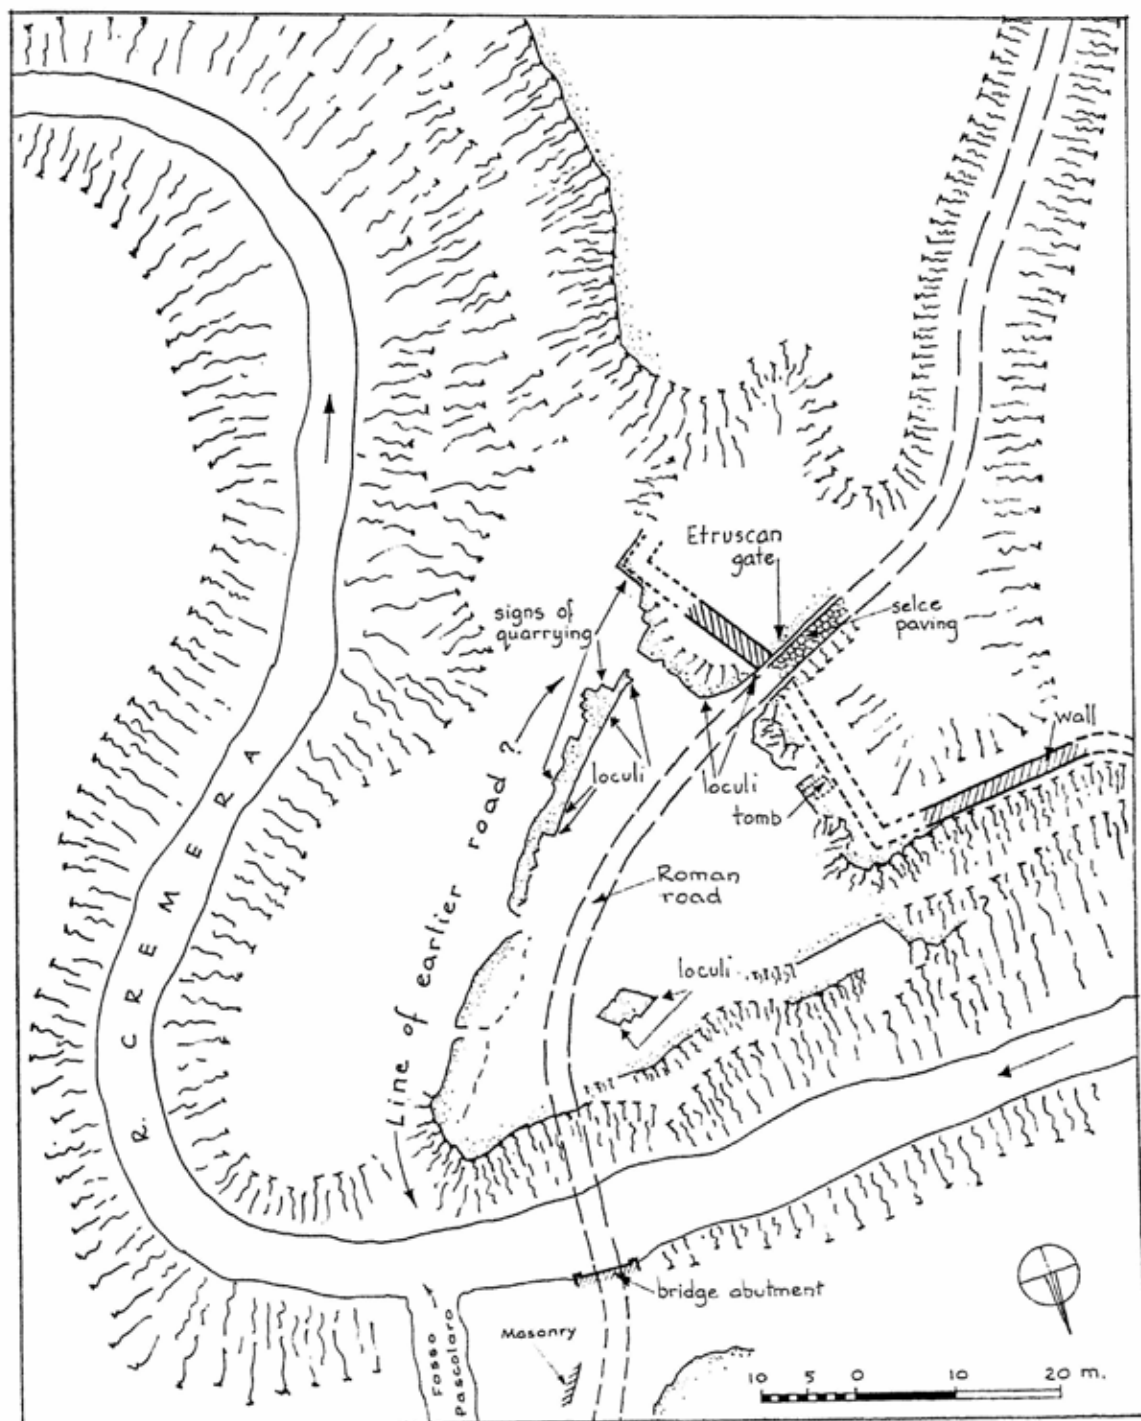 Etruscan
gate
selce
paving
signs of
quarrying
wall
loculi
loculi
tomb
Line of earlier road ?
Roman
road
R. CREMERA
loculi
bridge abutment
Masonry
Fosso
Pascolaro
10 5 0 10 20 m.